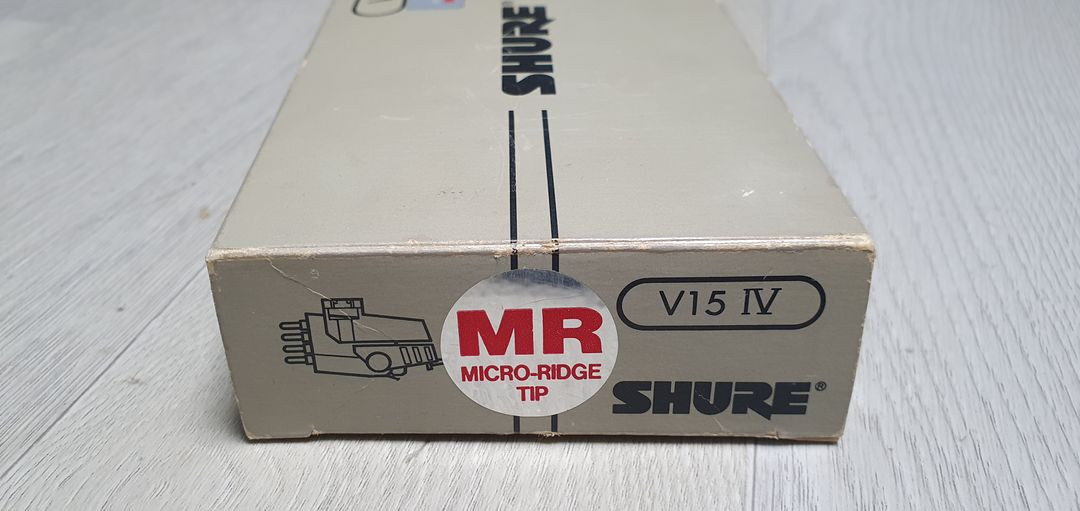 SHURE
V15 IV
MR
MICRO-RIDGE
TIP
SHURE®